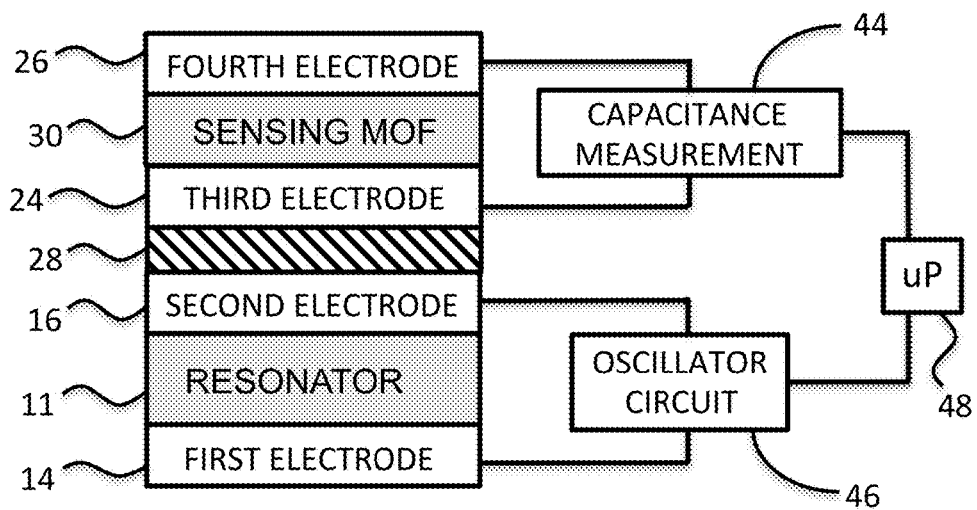 26
FOURTH ELECTRODE
44
30
SENSING MOF
CAPACITANCE
MEASUREMENT
24
THIRD ELECTRODE
28
uP
16
SECOND ELECTRODE
48
11
RESONATOR
OSCILLATOR
CIRCUIT
14
FIRST ELECTRODE
46